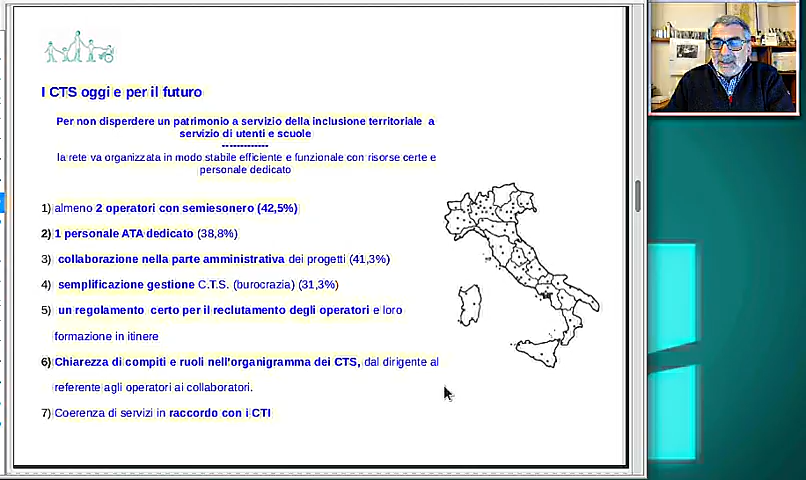 I CTS oggi e per il futuro
Per non disperdere un patrimonio a servizio della inclusione territoriale a
servizio di utenti e scuole
------------
la rete va organizzata in modo stabile efficiente e funzionale con risorse certe e
personale dedicato
1) almeno 2 operatori con semiesonero (42,5%)
2) 1 personale ATA dedicato (38,8%)
3) collaborazione nella parte amministrativa dei progetti (41,3%)
4) semplificazione gestione C.T.S. (burocrazia) (31,3%)
5) un regolamento certo per il reclutamento degli operatori e loro
formazione in itinere
6) Chiarezza di compiti e ruoli nell'organigramma dei CTS, dal dirigente al
referente agli operatori ai collaboratori.
7) Coerenza di servizi in raccordo con i CTI